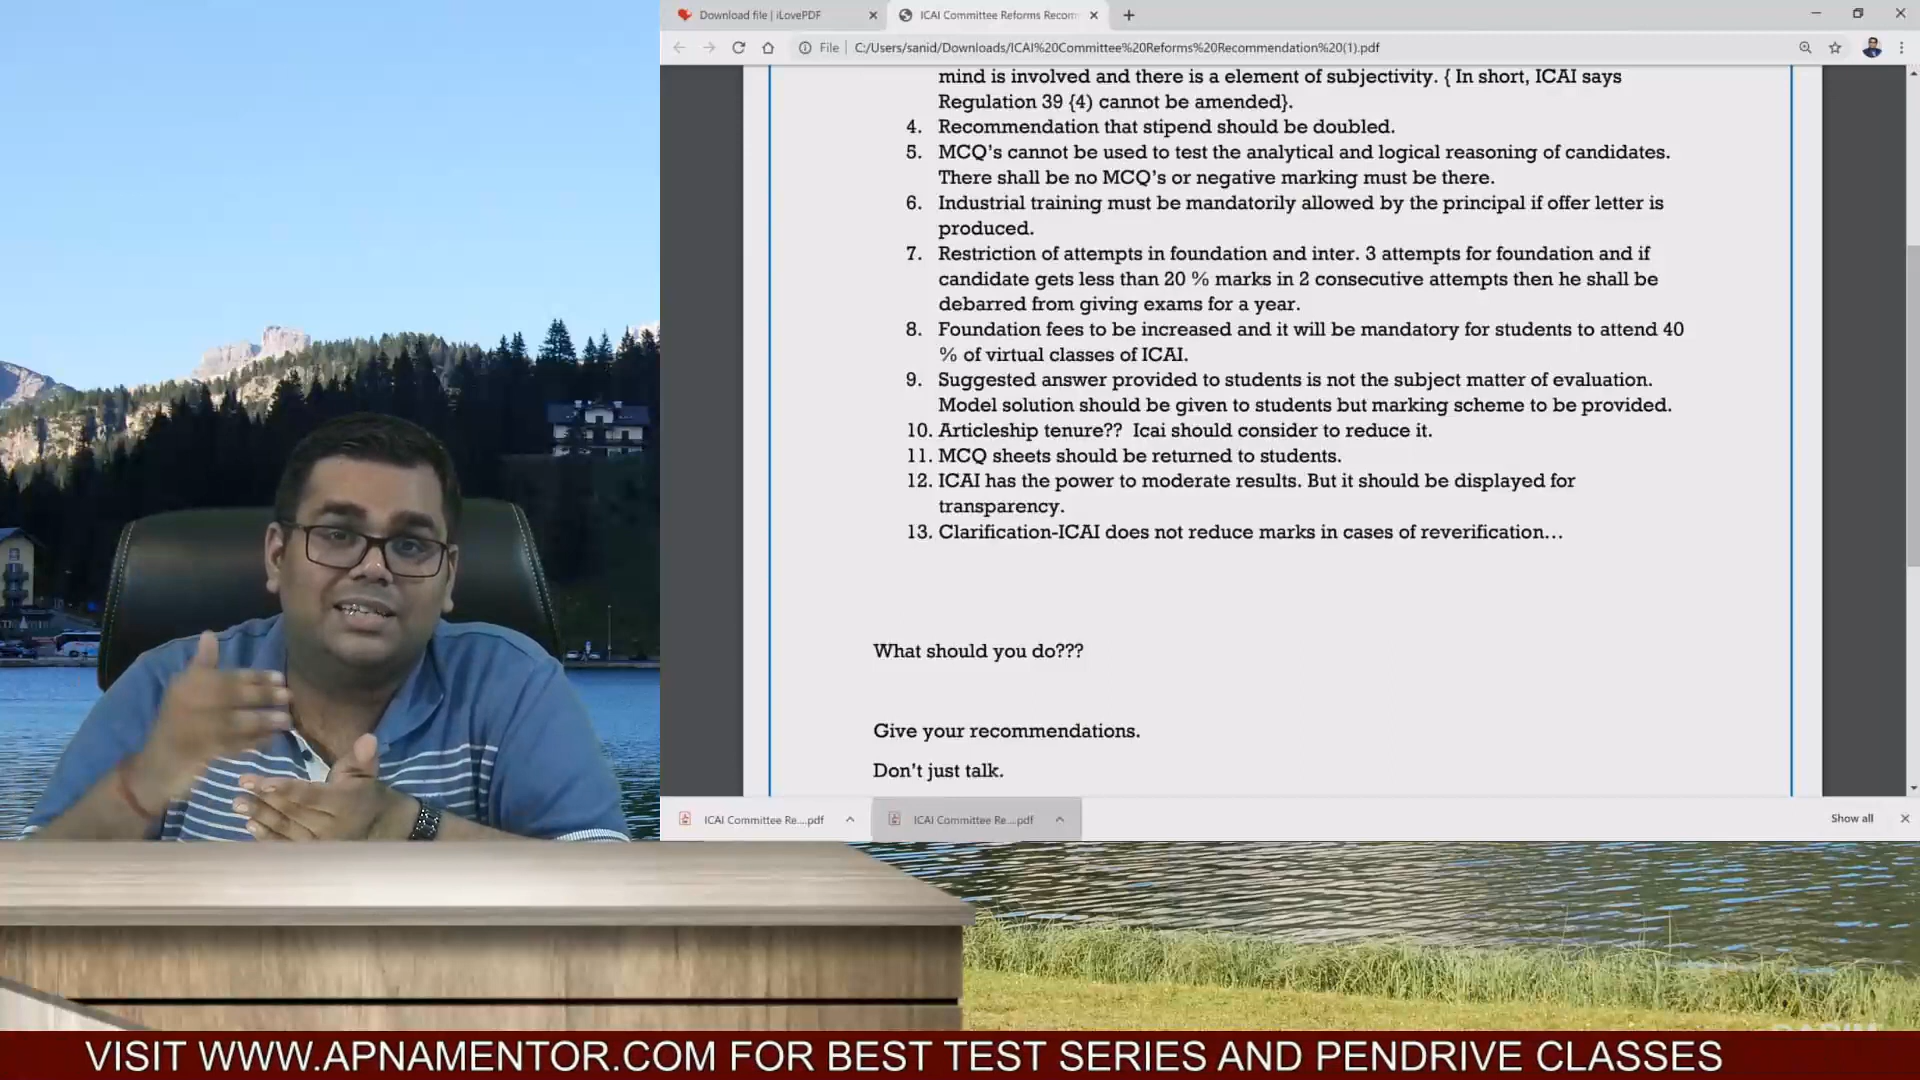 Download file | iLovePDF
ICAI Committee Reforms Recom
File
C:/Users/sanid/Downloads/ICAI%20Committee%20Reforms%20Recommendation%20(1).pdf
mind is involved and there is a element of subjectivity. { In short, ICAI says
Regulation 39 {4) cannot be amended}.
4. Recommendation that stipend should be doubled.
5. MCQ's cannot be used to test the analytical and logical reasoning of candidates.
There shall be no MCQ's or negative marking must be there.
6. Industrial training must be mandatorily allowed by the principal if offer letter is
produced.
7. Restriction of attempts in foundation and inter. 3 attempts for foundation and if
candidate gets less than 20 % marks in 2 consecutive attempts then he shall be
debarred from giving exams for a year.
8. Foundation fees to be increased and it will be mandatory for students to attend 40
% of virtual classes of ICAI.
9. Suggested answer provided to students is not the subject matter of evaluation.
Model solution should be given to students but marking scheme to be provided.
10. Articleship tenure?? Icai should consider to reduce it.
11. MCQ sheets should be returned to students.
12. ICAI has the power to moderate results. But it should be displayed for
transparency.
13. Clarification-ICAI does not reduce marks in cases of reverification...
What should you do???
Give your recommendations.
Don't just talk.
ICAI Committee Re....pdf
ICAI Committee Re....pdf
Show all
VISIT WWW.APNAMENTOR.COM FOR BEST TEST SERIES AND PENDRIVE CLASSES